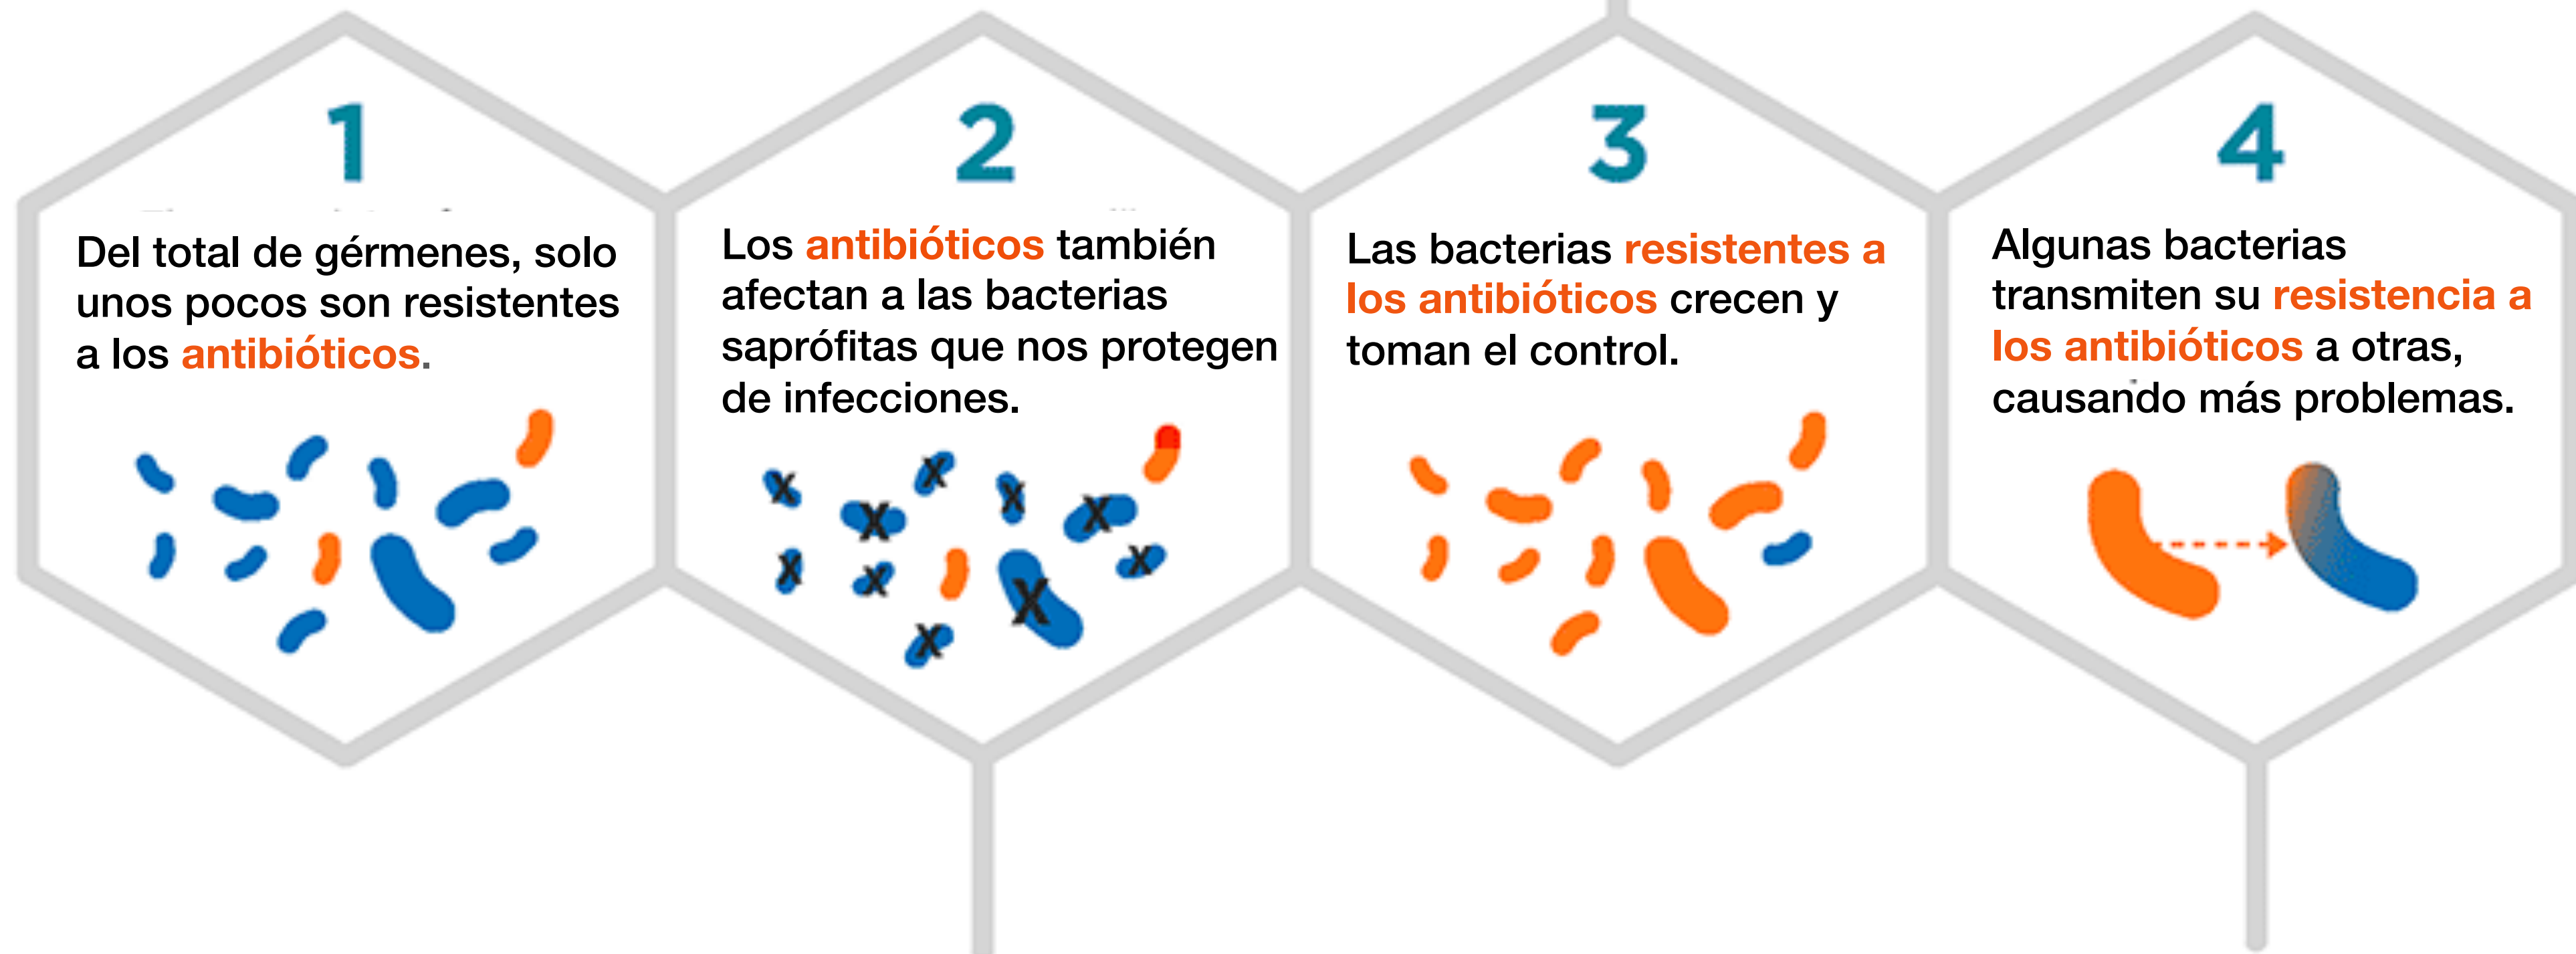 1
Del total de gérmenes, solo
unos pocos son resistentes
a los antibióticos.
2
Los antibióticos también
afectan a las bacterias
saprófitas que nos protegen
de infecciones.
X
X
X
X
X
X
X
X
X
X
3
Las bacterias resistentes a
los antibióticos crecen y
toman el control.
4
Algunas bacterias
transmiten su resistencia a
los antibióticos a otras,
causando más problemas.